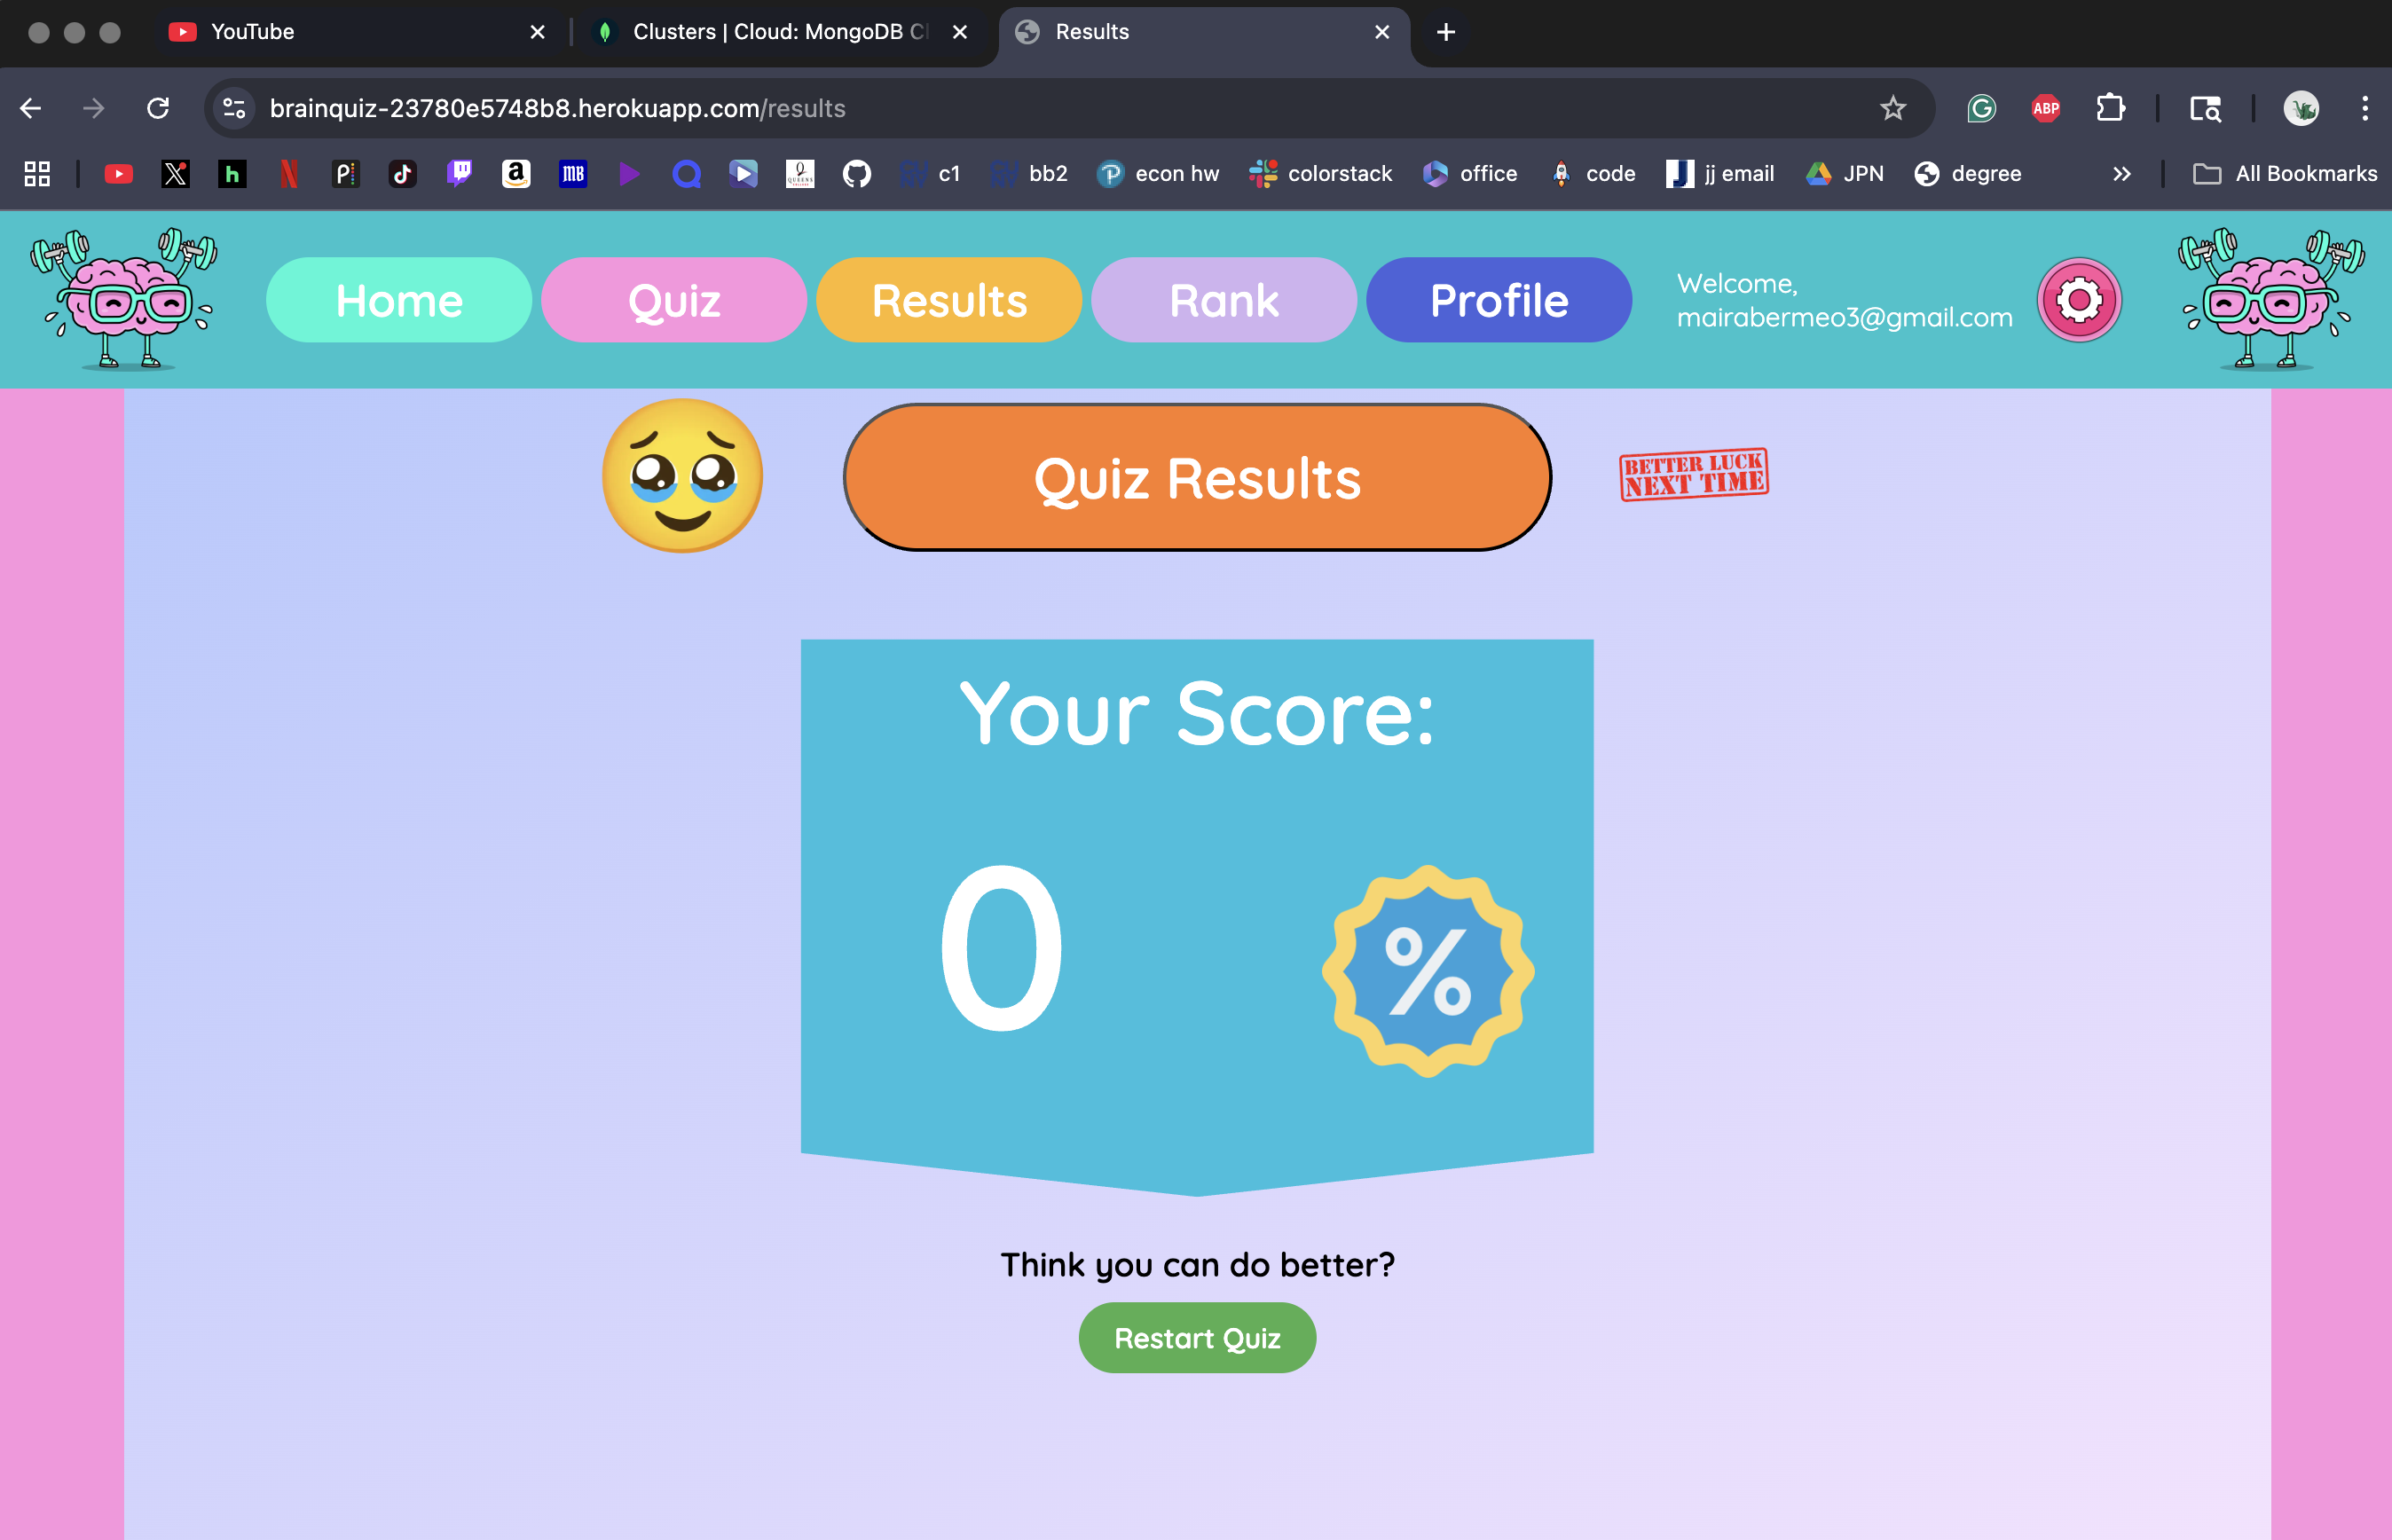 YouTube
Clusters | Cloud: MongoDB Cl
Results
brainquiz-23780e5748b8.herokuapp.com/results
ABP
c1
bb2
econ hw
colorstack
office
code
jj email
JPN
degree
All Bookmarks
Home
Quiz
Results
Rank
Profile
Welcome,
mairabermeo3@gmail.com
Quiz Results
BETTER LUCK
NEXT TIME
Your Score:
0
%
Think you can do better?
Restart Quiz